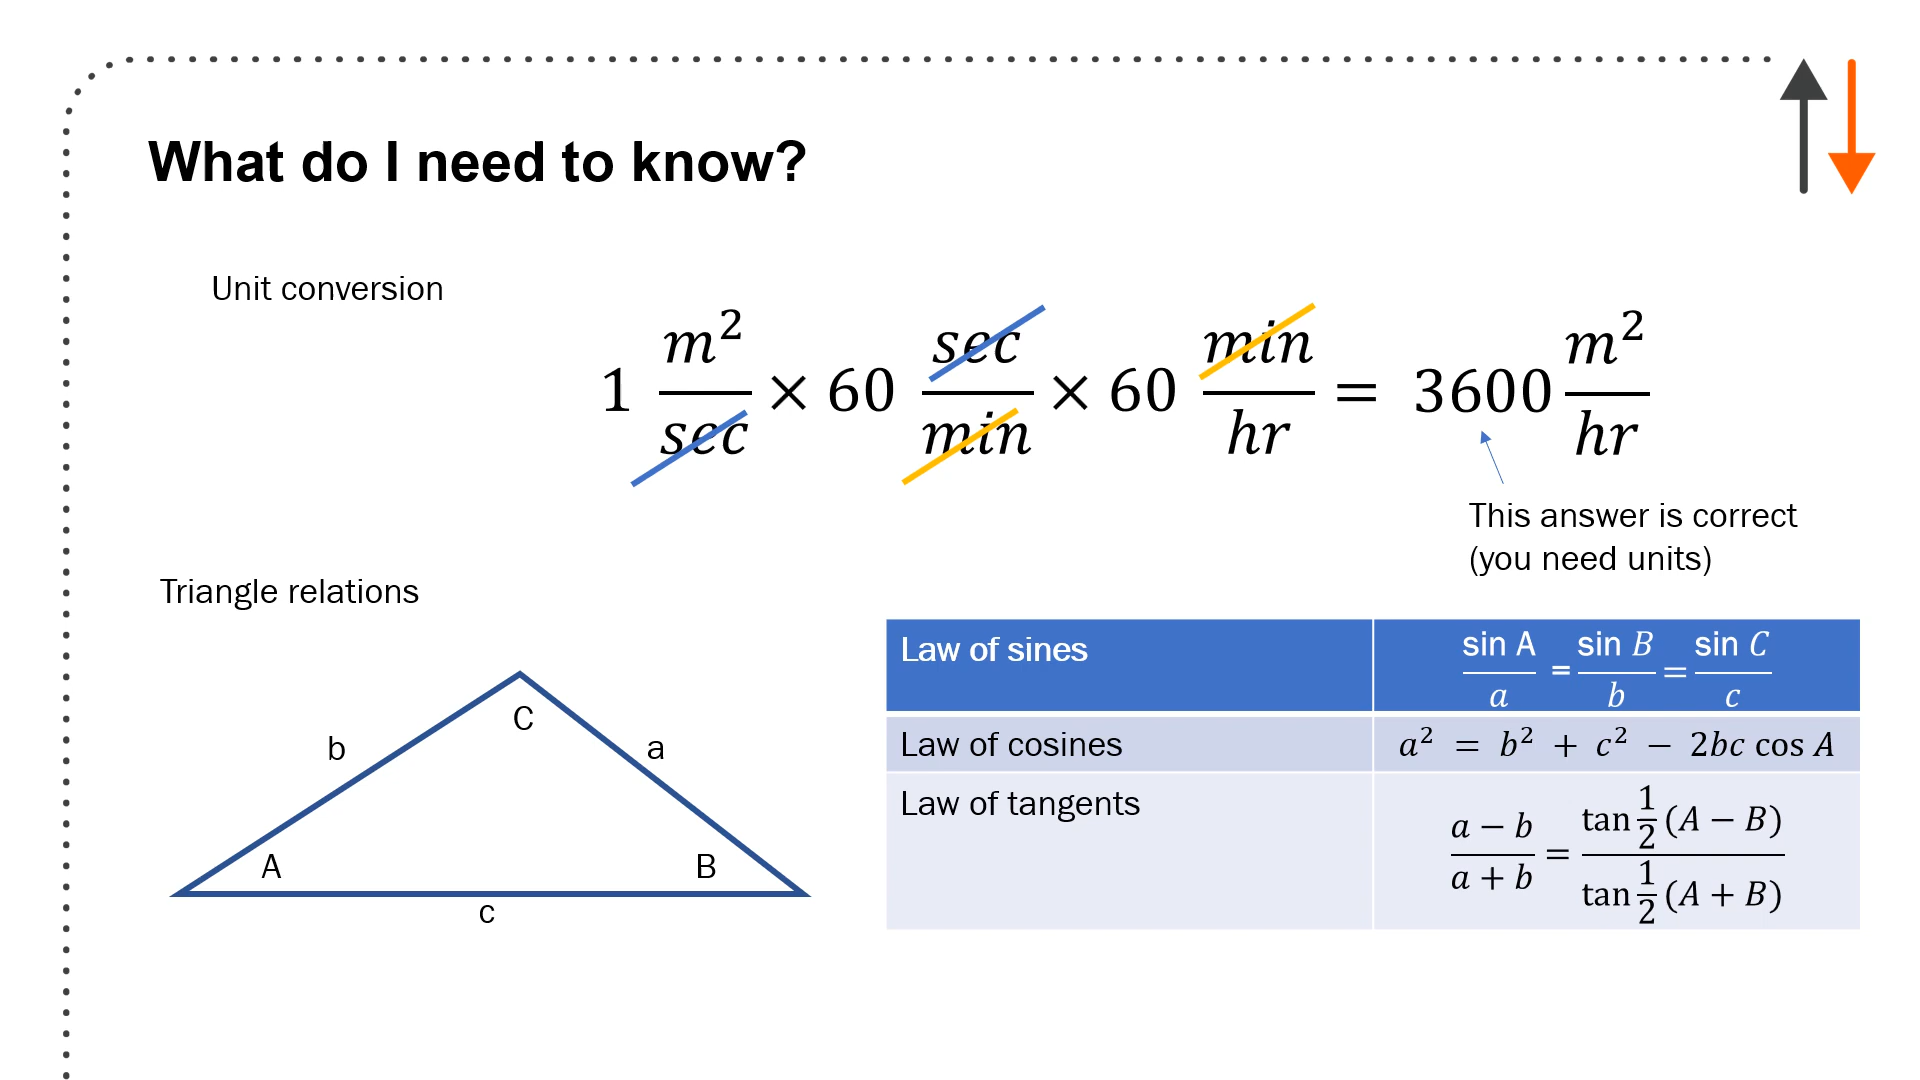 What do I need to know?
Unit conversion
1 m²/sec × 60 sec/min × 60 min/hr = 3600 m²/hr
This answer is correct
(you need units)
Triangle relations
C
b
a
A
B
c
Law of sines sin A/a = sin B/b = sin C/c
Law of cosines a² = b² + c² − 2bc cos A
Law of tangents (a − b)/(a + b) = tan 1/2 (A − B)/tan 1/2 (A + B)